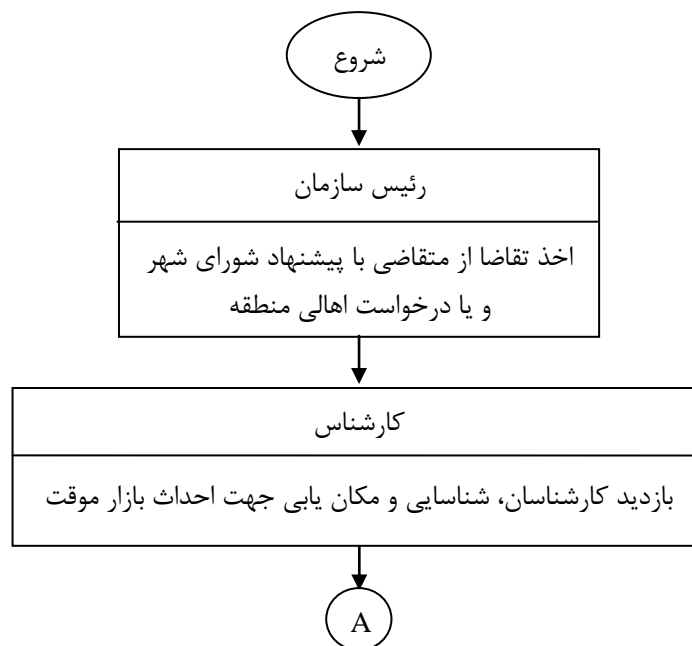 شروع
رئیس سازمان
اخذ تقاضا از متقاضی با پیشنهاد شورای شهر
و یا درخواست اهالی منطقه
کارشناس
بازدید کارشناسان، شناسایی و مکان یابی جهت احداث بازار موقت
A